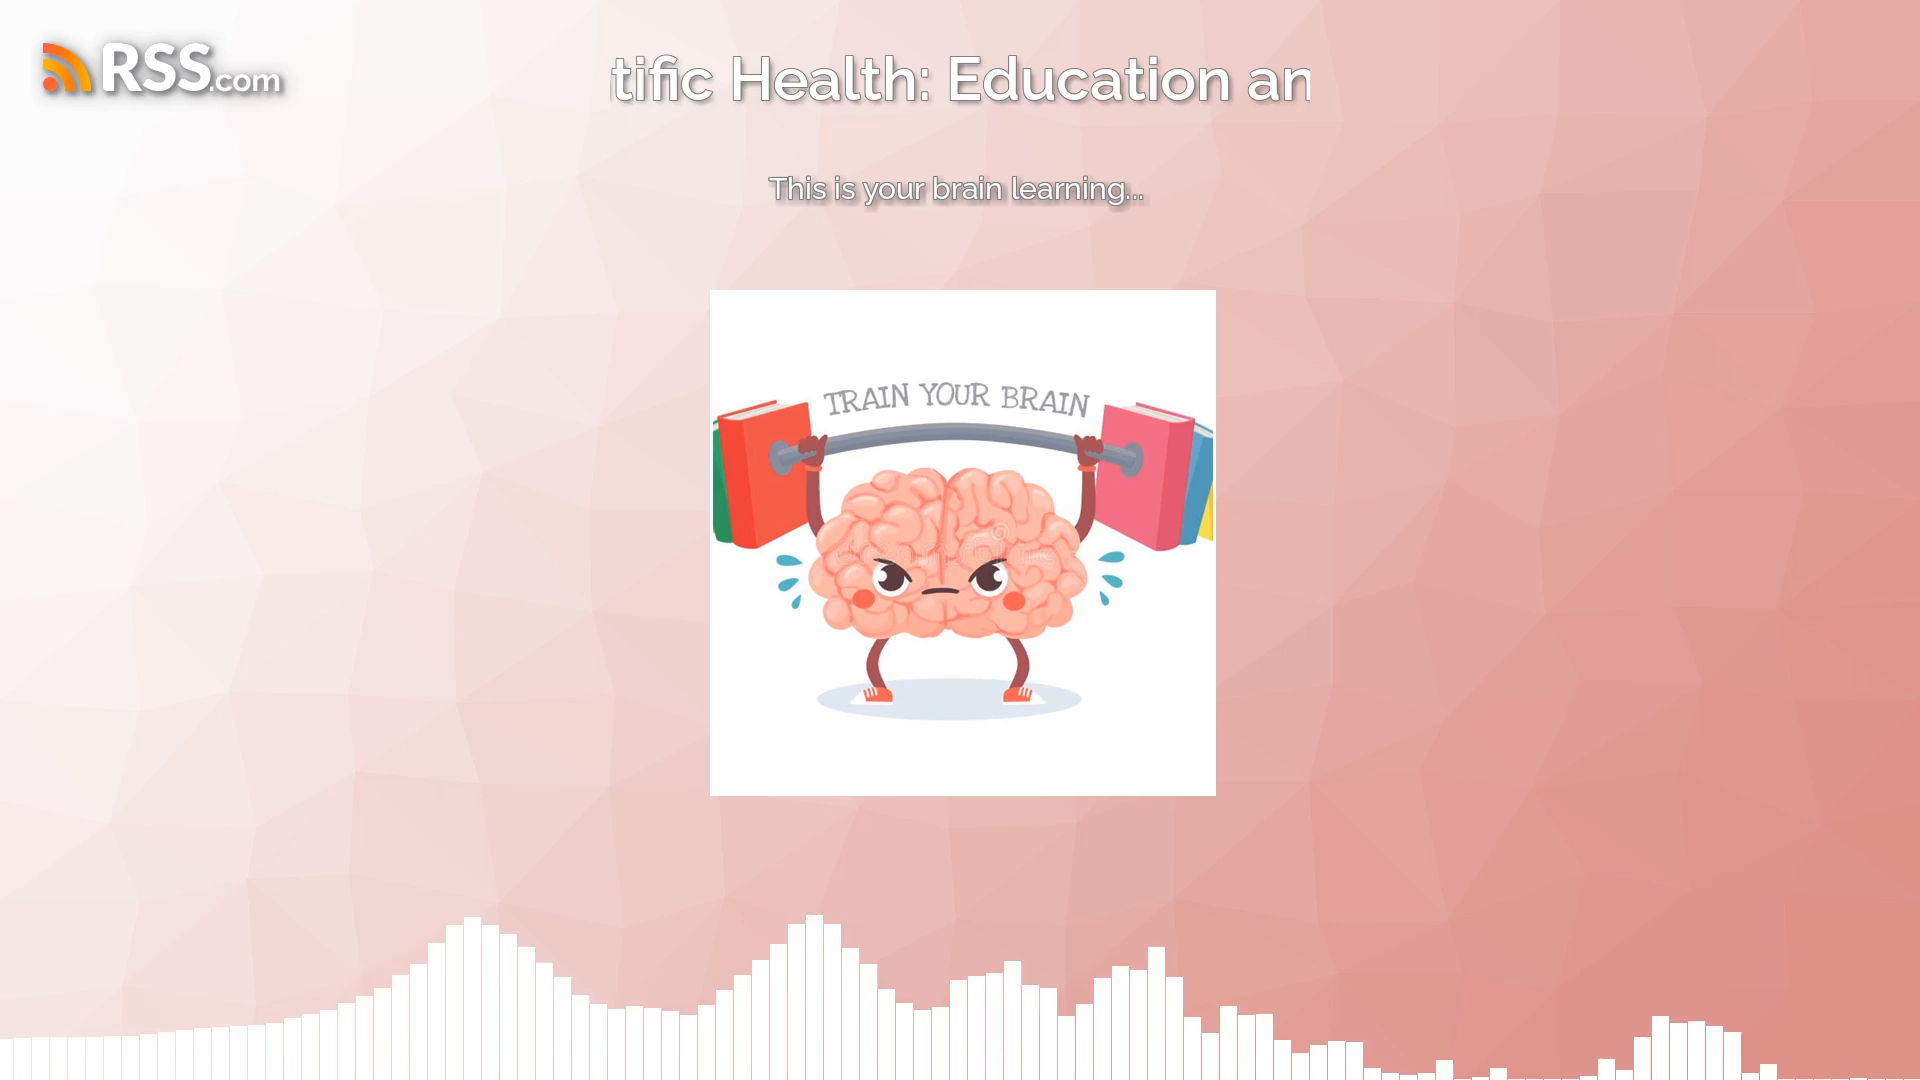 RSS.com
tific Health: Education an
This is your brain learning...
TRAIN YOUR BRAIN